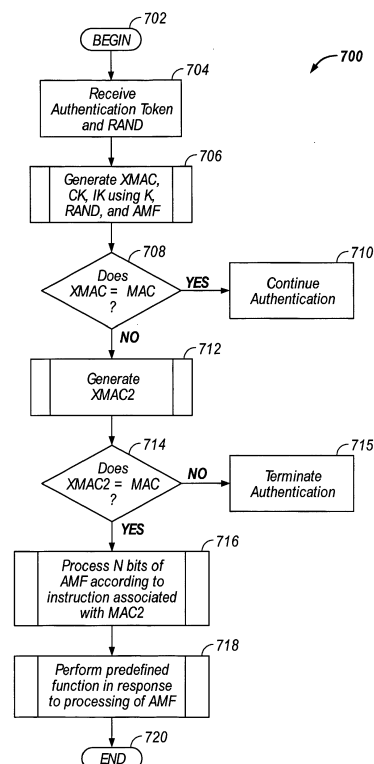 702
BEGIN
700
704
Receive
Authentication Token
and RAND
706
Generate XMAC,
CK, IK using K,
RAND, and AMF
708
Does
XMAC = MAC
?
YES
710
Continue
Authentication
NO
712
Generate
XMAC2
714
Does
XMAC2 = MAC
?
NO
715
Terminate
Authentication
YES
716
Process N bits of
AMF according to
instruction associated
with MAC2
718
Perform predefined
function in response
to processing of AMF
720
END